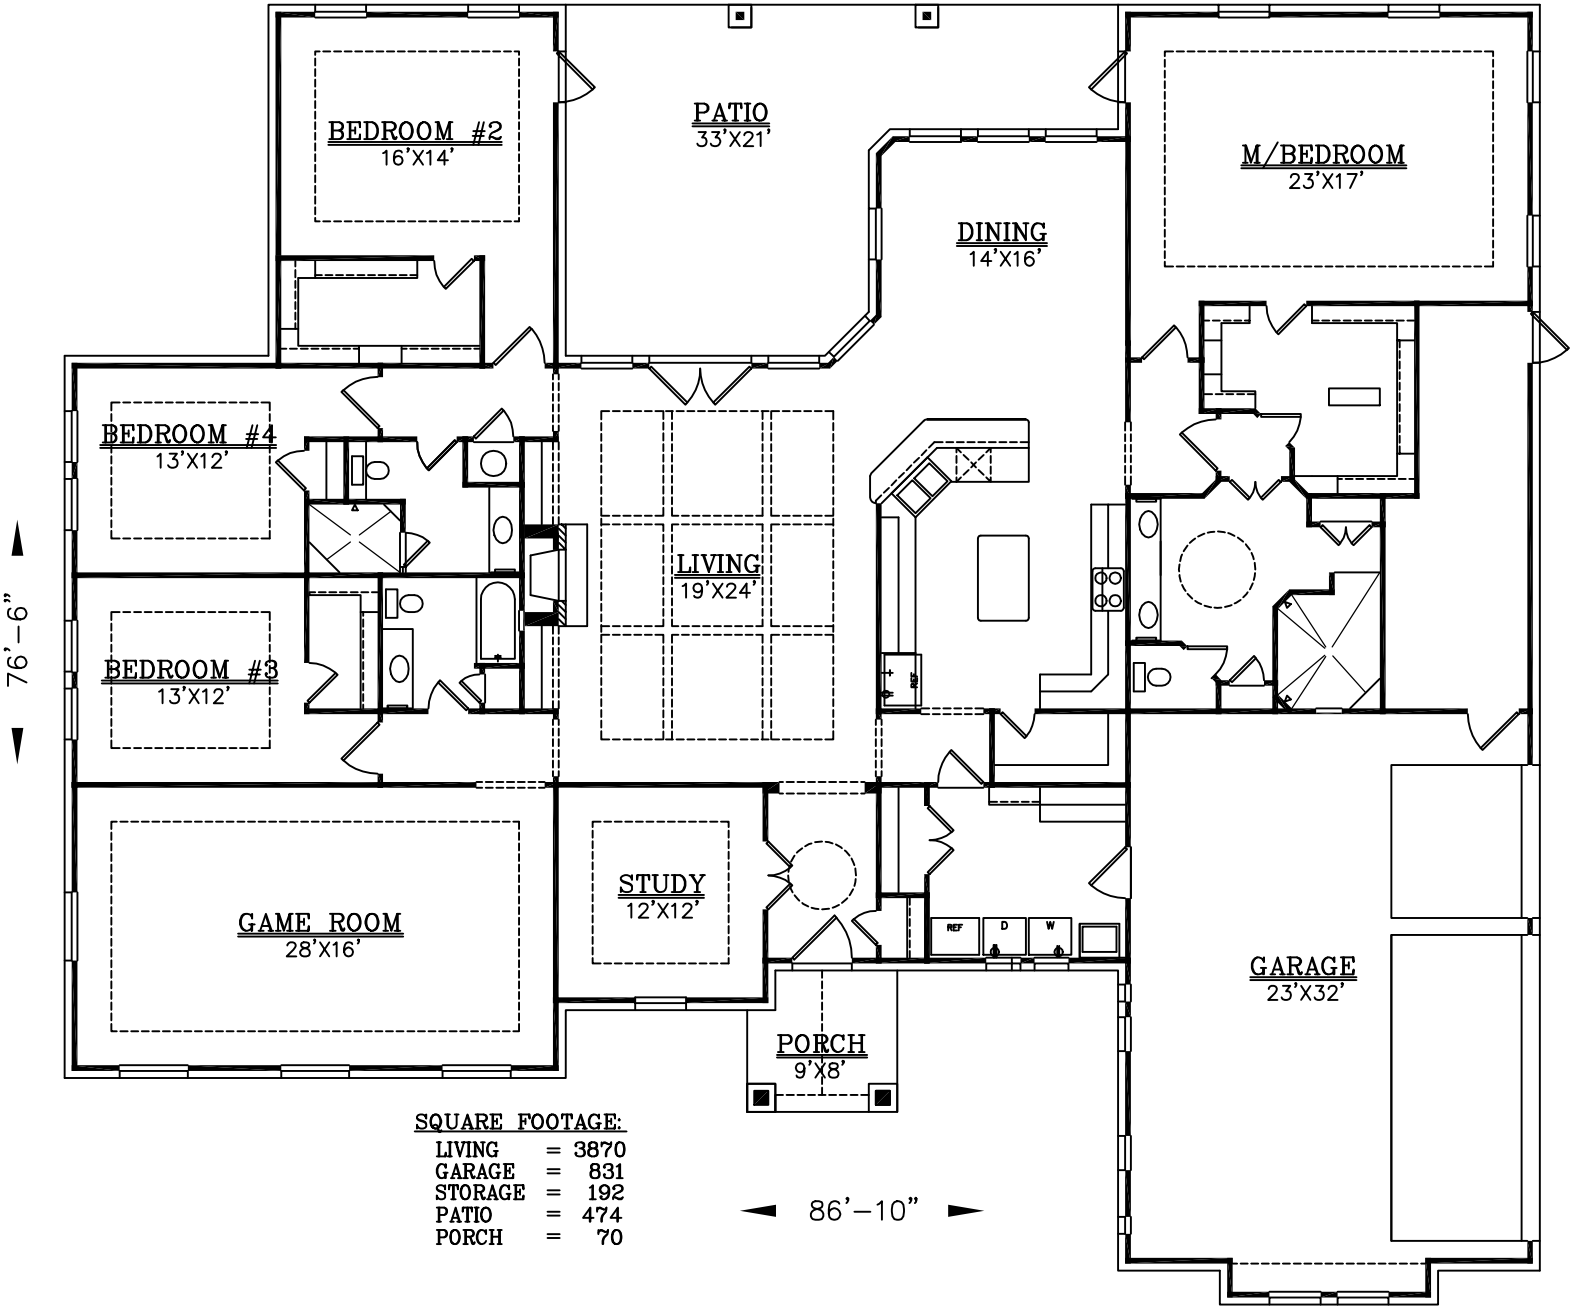 PATIO
33'X21'
BEDROOM #2
16'X14'
M/BEDROOM
23'X17'
DINING
14'X16'
BEDROOM #4
13'X12'
LIVING
19'X24'
76'-6"
BEDROOM #3
13'X12'
REF
STUDY
12'X12'
GAME ROOM
28'X16'
REF
D
W
GARAGE
23'X32'
PORCH
9'X8'
SQUARE FOOTAGE:
LIVING = 3870
GARAGE = 831
STORAGE = 192
PATIO = 474
PORCH = 70
86'-10"